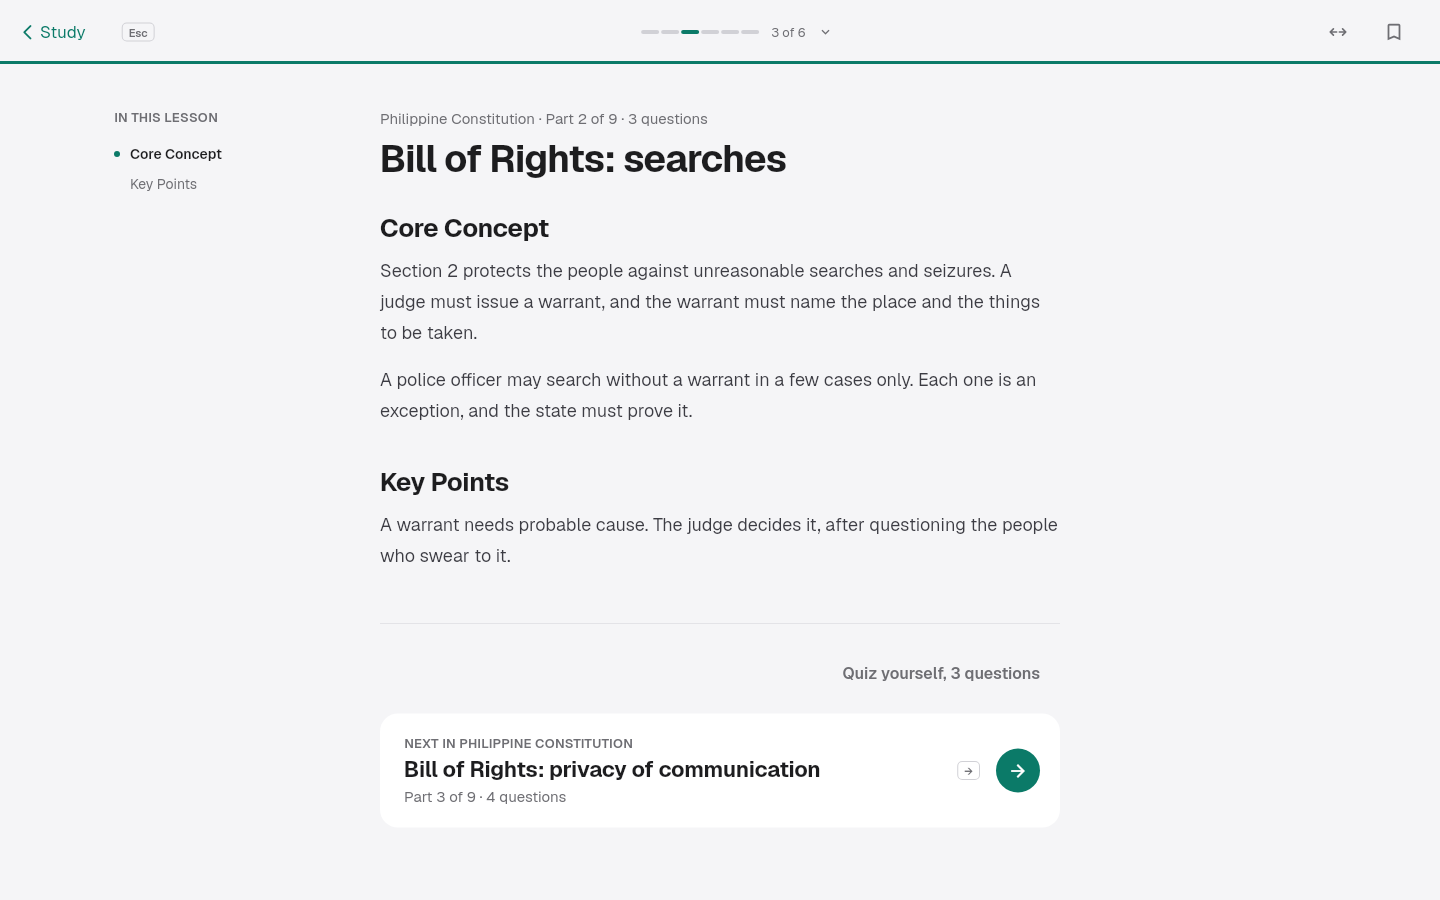 Study
Esc
3 of 6
IN THIS LESSON
Core Concept
Key Points
Philippine Constitution · Part 2 of 9 · 3 questions
Bill of Rights: searches
Core Concept
Section 2 protects the people against unreasonable searches and seizures. A
judge must issue a warrant, and the warrant must name the place and the things
to be taken.
A police officer may search without a warrant in a few cases only. Each one is an
exception, and the state must prove it.
Key Points
A warrant needs probable cause. The judge decides it, after questioning the people
who swear to it.
Quiz yourself, 3 questions
NEXT IN PHILIPPINE CONSTITUTION
Bill of Rights: privacy of communication
Part 3 of 9 · 4 questions